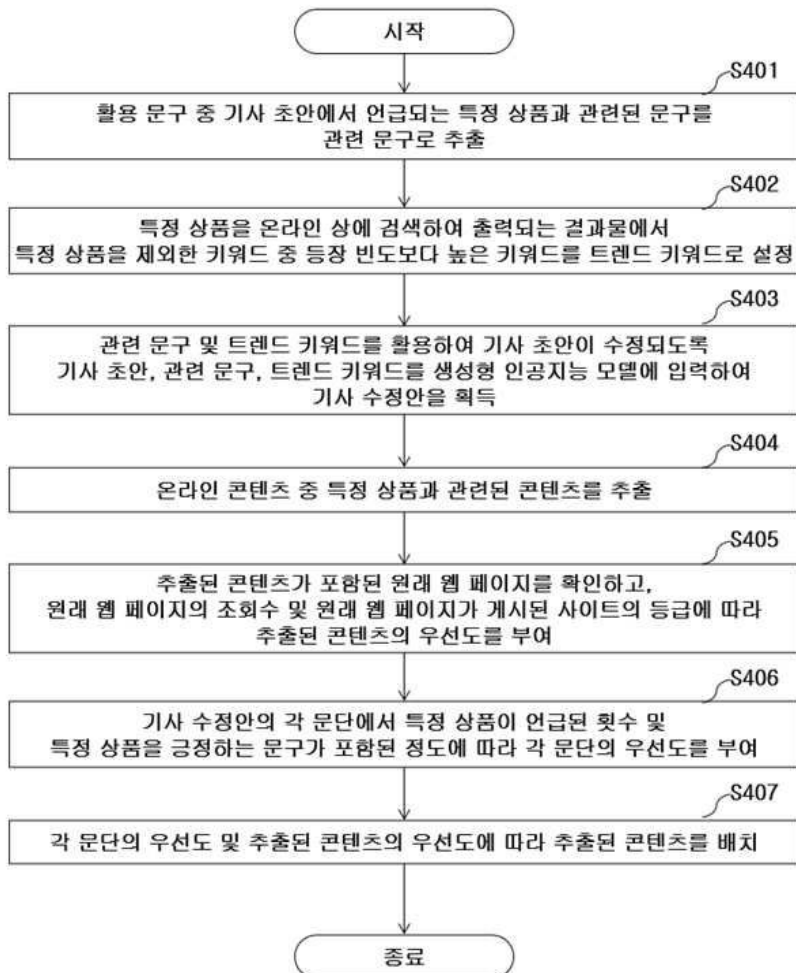 시작
S401
활용 문구 중 기사 초안에서 언급되는 특정 상품과 관련된 문구를
관련 문구로 추출
S402
특정 상품을 온라인 상에 검색하여 출력되는 결과물에서
특정 상품을 제외한 키워드 중 등장 빈도보다 높은 키워드를 트렌드 키워드로 설정
S403
관련 문구 및 트렌드 키워드를 활용하여 기사 초안이 수정되도록
기사 초안, 관련 문구, 트렌드 키워드를 생성형 인공지능 모델에 입력하여
기사 수정안을 획득
S404
온라인 콘텐츠 중 특정 상품과 관련된 콘텐츠를 추출
S405
추출된 콘텐츠가 포함된 원래 웹 페이지를 확인하고,
원래 웹 페이지의 조회수 및 원래 웹 페이지가 게시된 사이트의 등급에 따라
추출된 콘텐츠의 우선도를 부여
S406
기사 수정안의 각 문단에서 특정 상품이 언급된 횟수 및
특정 상품을 긍정하는 문구가 포함된 정도에 따라 각 문단의 우선도를 부여
S407
각 문단의 우선도 및 추출된 콘텐츠의 우선도에 따라 추출된 콘텐츠를 배치
종료